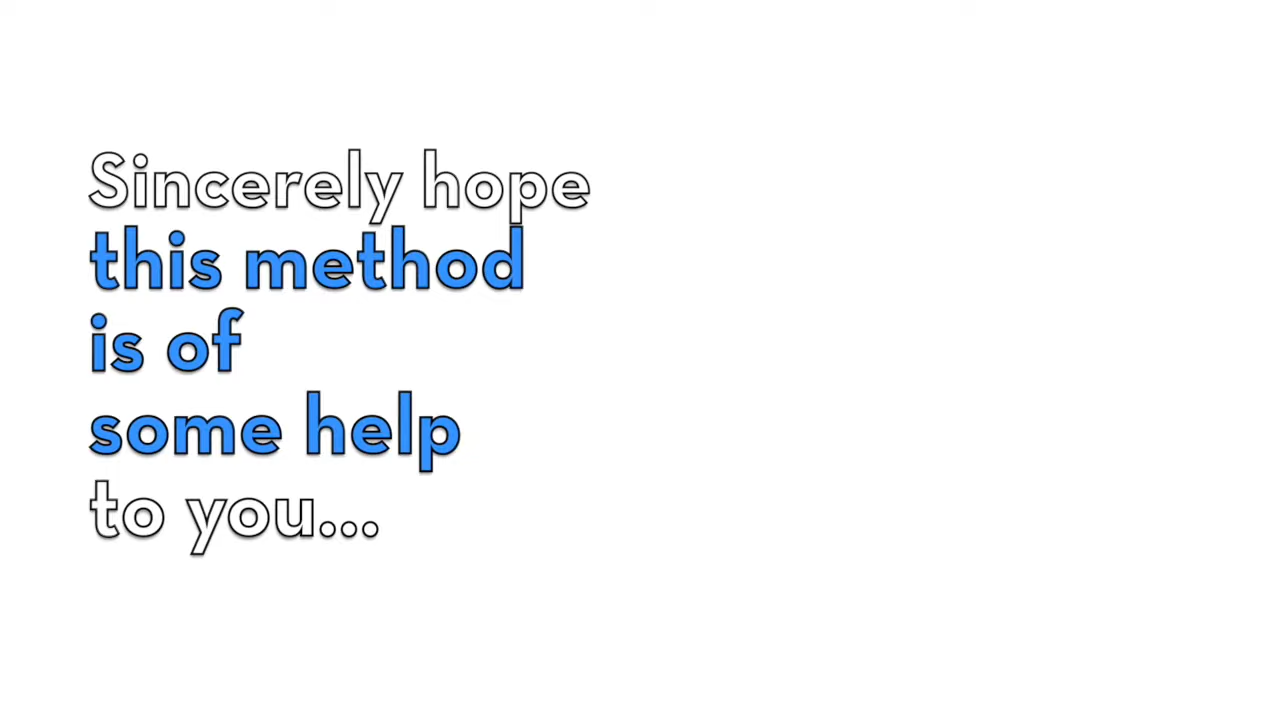 Sincerely hope
this method
is of
some help
to you...